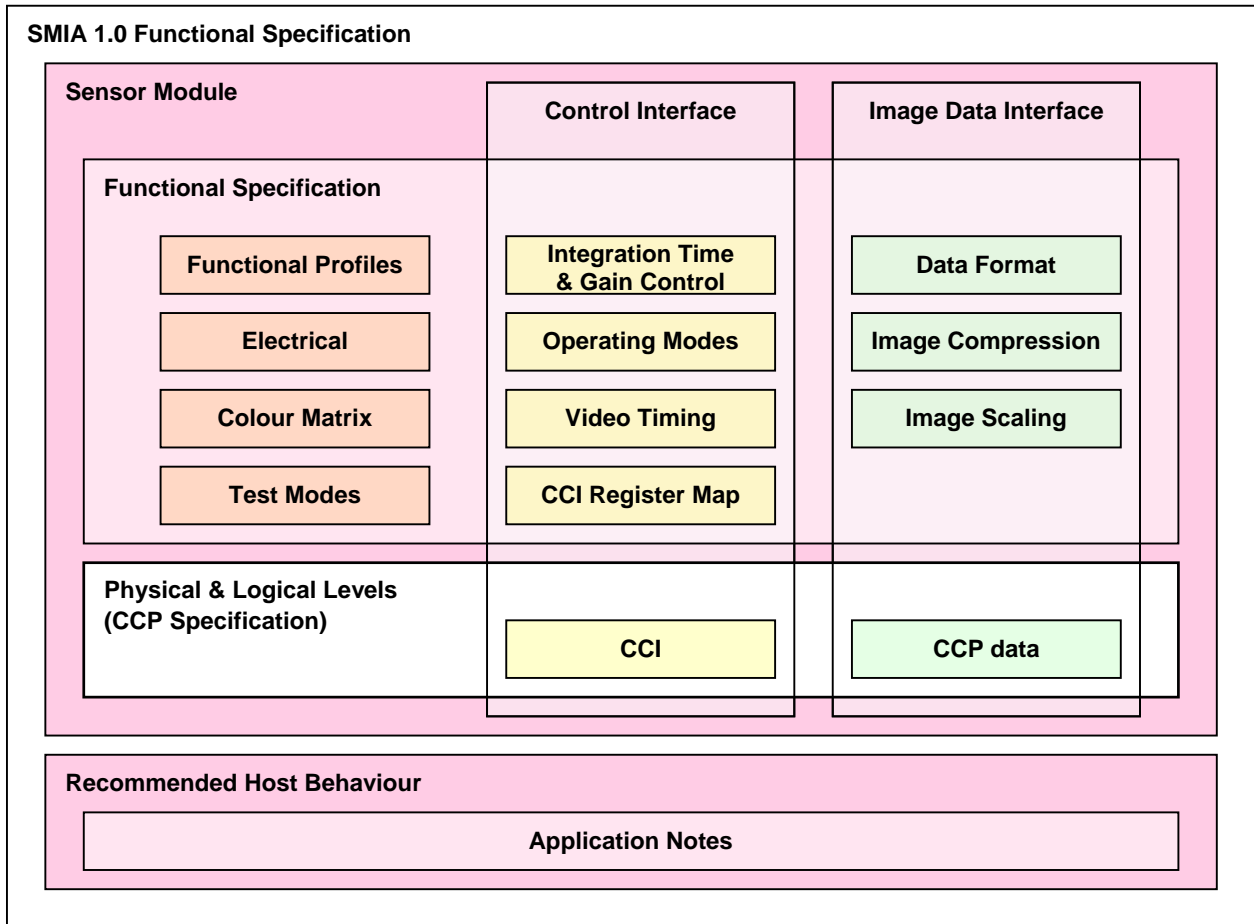 SMIA 1.0 Functional Specification
Sensor Module
Control Interface
Image Data Interface
Functional Specification
Functional Profiles
Integration Time
& Gain Control
Data Format
Electrical
Operating Modes
Image Compression
Colour Matrix
Video Timing
Image Scaling
Test Modes
CCI Register Map
Physical & Logical Levels
(CCP Specification)
CCI
CCP data
Recommended Host Behaviour
Application Notes